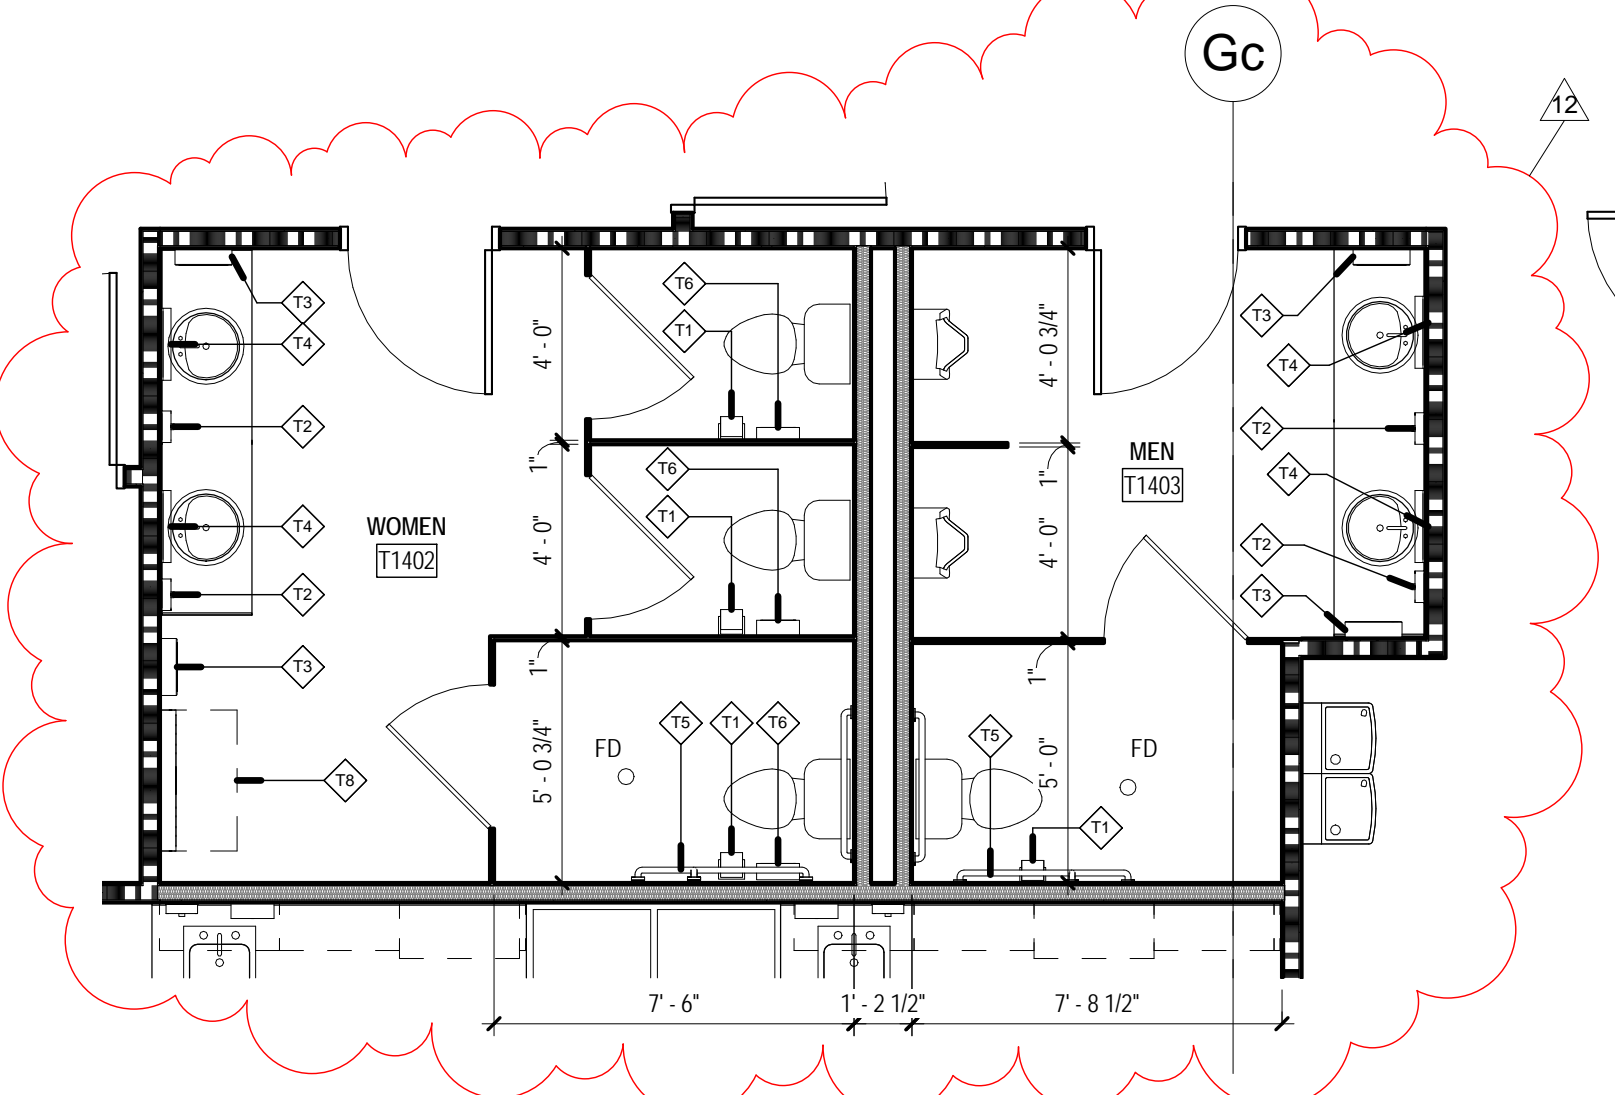 Gc
12
T3
T4
T2
T4
T2
T3
T8
WOMEN
T1402
4' - 0"
1"
4' - 0"
1"
5' - 0 3/4"
T6
T1
T6
T1
FD
T5
T1
T6
4' - 0 3/4"
1"
4' - 0"
1"
5' - 0"
MEN
T1403
T3
T4
T2
T4
T2
T3
T5
FD
T1
7' - 6"
1' - 2 1/2"
7' - 8 1/2"